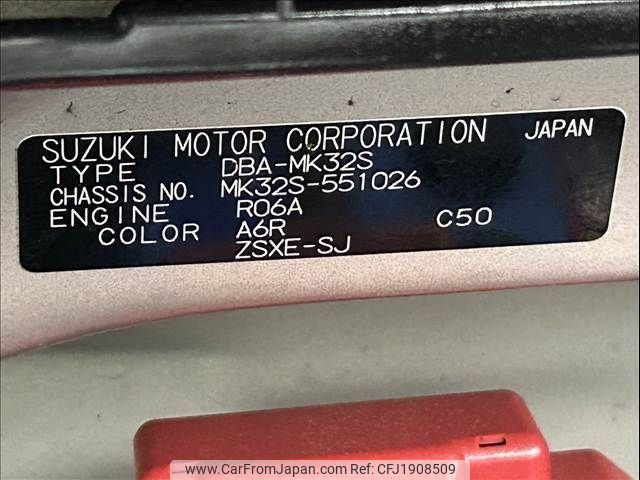 SUZUKI MOTOR CORPORATION JAPAN
TYPE DBA-MK32S
CHASSIS NO. MK32S-551026
ENGINE R06A C50
COLOR A6R
ZSXE-SJ
www.CarFromJapan.com Ref: CFJ1908509